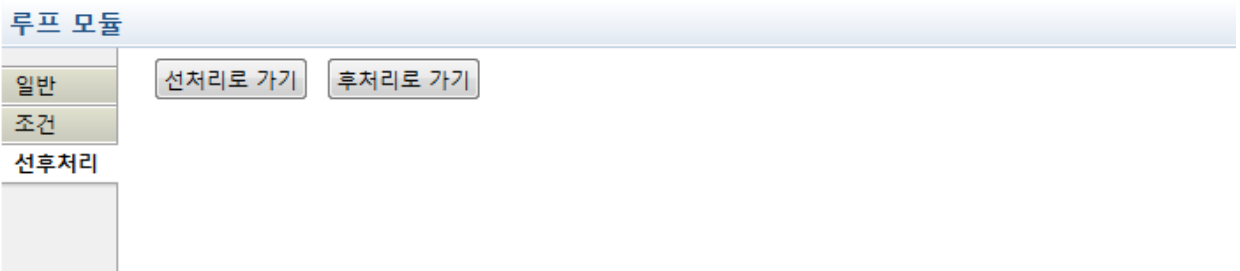 루프 모듈
일반
선처리로 가기 후처리로 가기
조건
선후처리